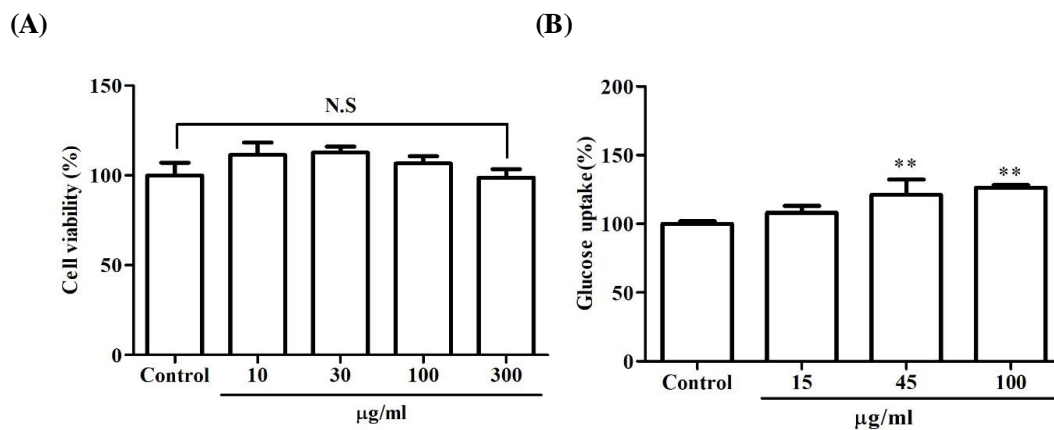 (A)
(B)
Cell viability (%)
150
100
50
0
N.S
Control 10 30 100 300
μg/ml
Glucose uptake(%)
200
150
100
50
0
** **
Control 15 45 100
μg/ml